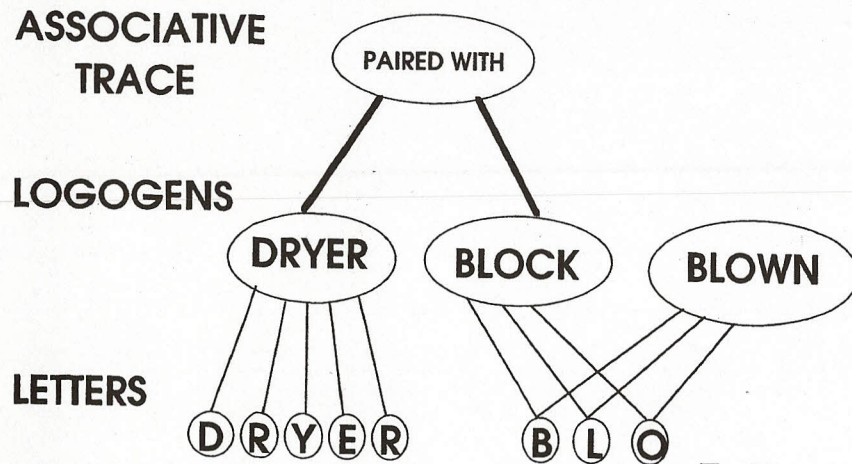 ASSOCIATIVE
TRACE
PAIRED WITH
LOGOGENS
DRYER
BLOCK
BLOWN
LETTERS
D R Y E R
B L O